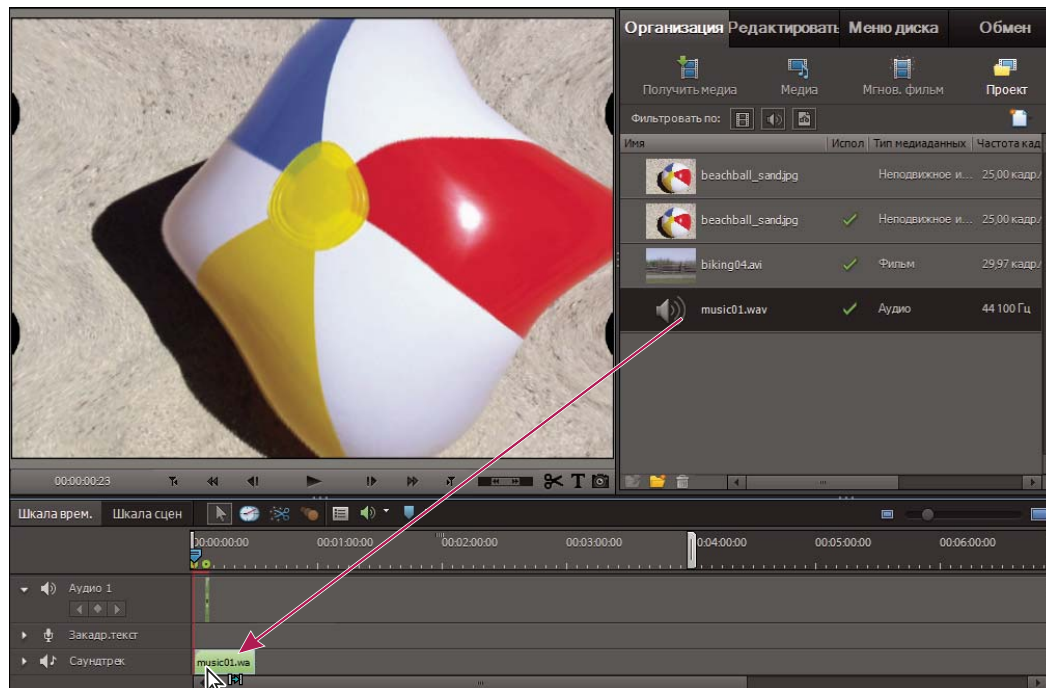 Организация Редактировать Меню диска Обмен
Получить медиа Медиа Мгнов. фильм Проект
Фильтровать по:
Имя Испол Тип медиаданных Частота кад
beachball_sand.jpg Неподвижное и... 25,00 кадр./
beachball_sand.jpg Неподвижное и... 25,00 кадр./
biking04.avi Фильм 29,97 кадр./
music01.wav Аудио 44 100 Гц
00:00:00:23
T
Шкала врем. Шкала сцен
00:00:00:00 00:01:00:00 00:02:00:00 00:03:00:00 0:04:00:00 00:05:00:00 00:06:00:00
Аудио 1
Закадр.текст
Саундтрек music01.wa